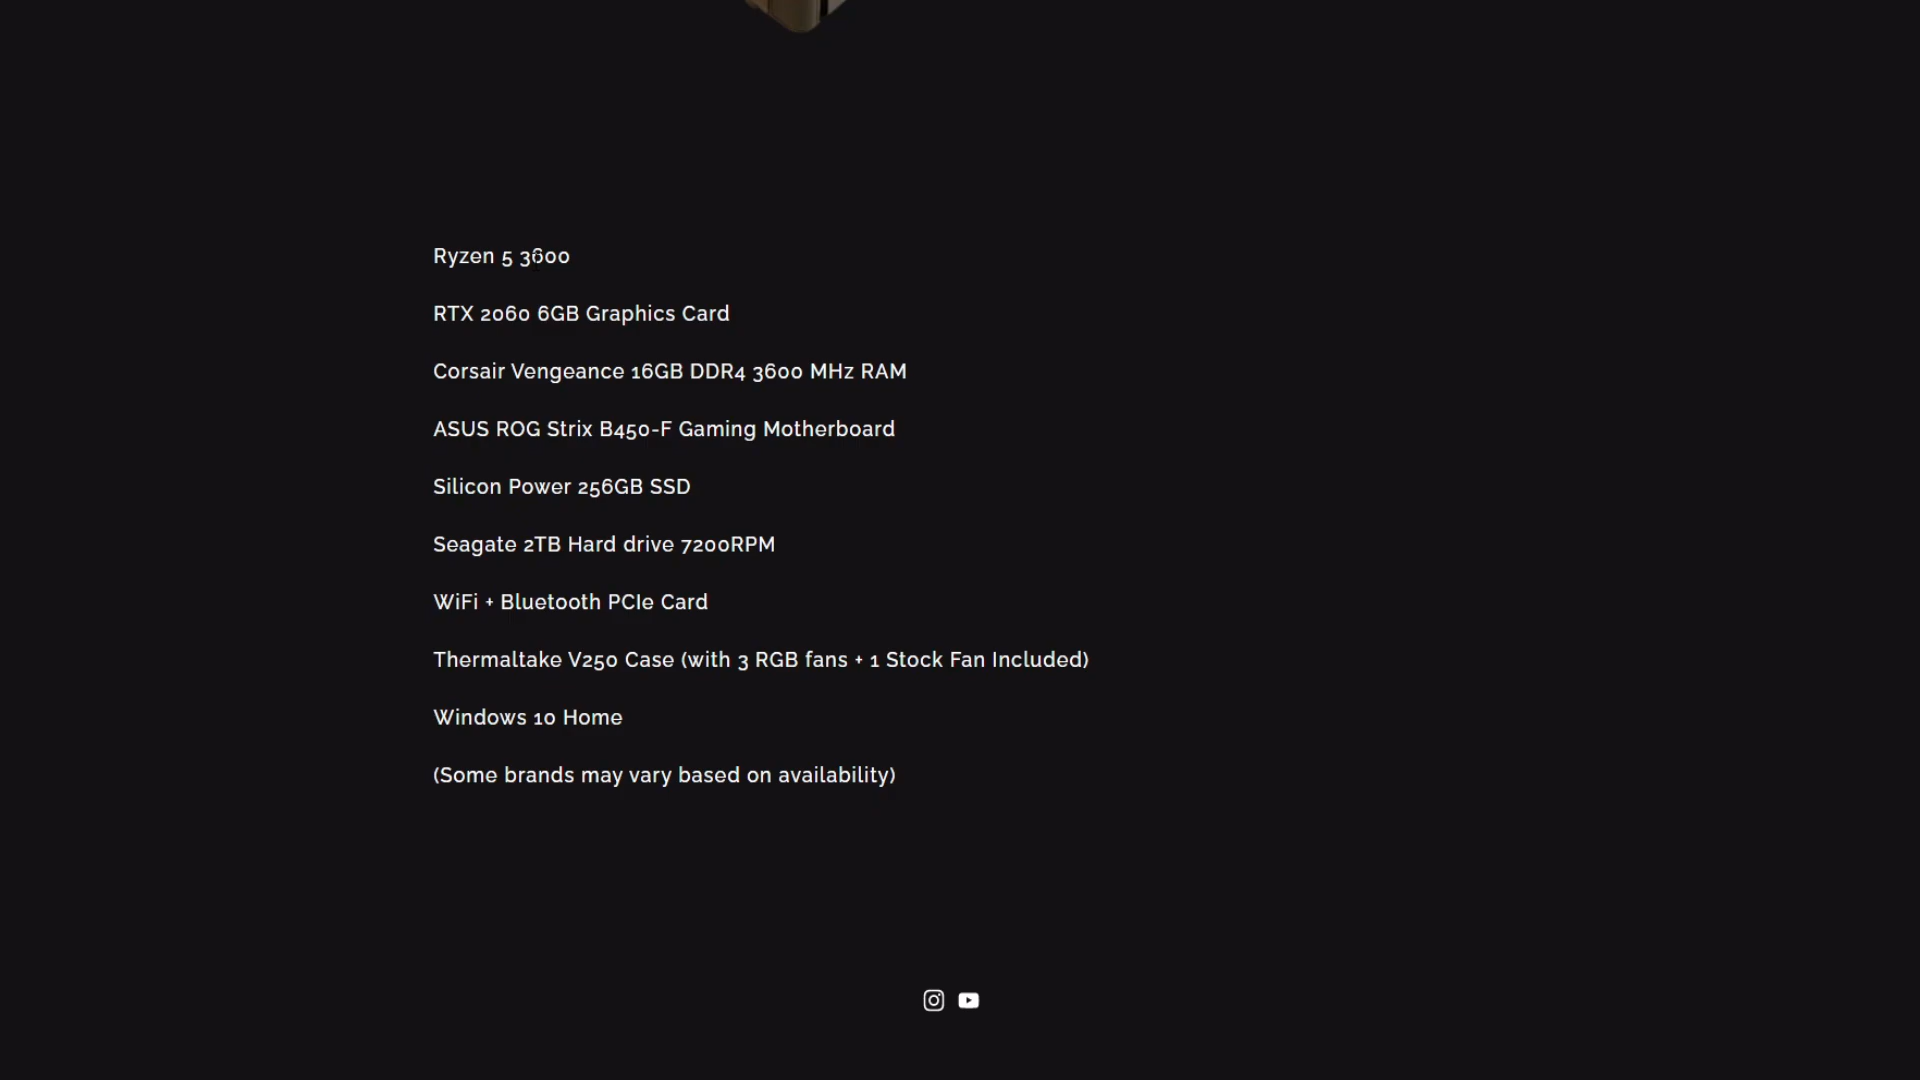 Ryzen 5 3600
RTX 2060 6GB Graphics Card
Corsair Vengeance 16GB DDR4 3600 MHz RAM
ASUS ROG Strix B450-F Gaming Motherboard
Silicon Power 256GB SSD
Seagate 2TB Hard drive 7200RPM
WiFi + Bluetooth PCIe Card
Thermaltake V250 Case (with 3 RGB fans + 1 Stock Fan Included)
Windows 10 Home
(Some brands may vary based on availability)